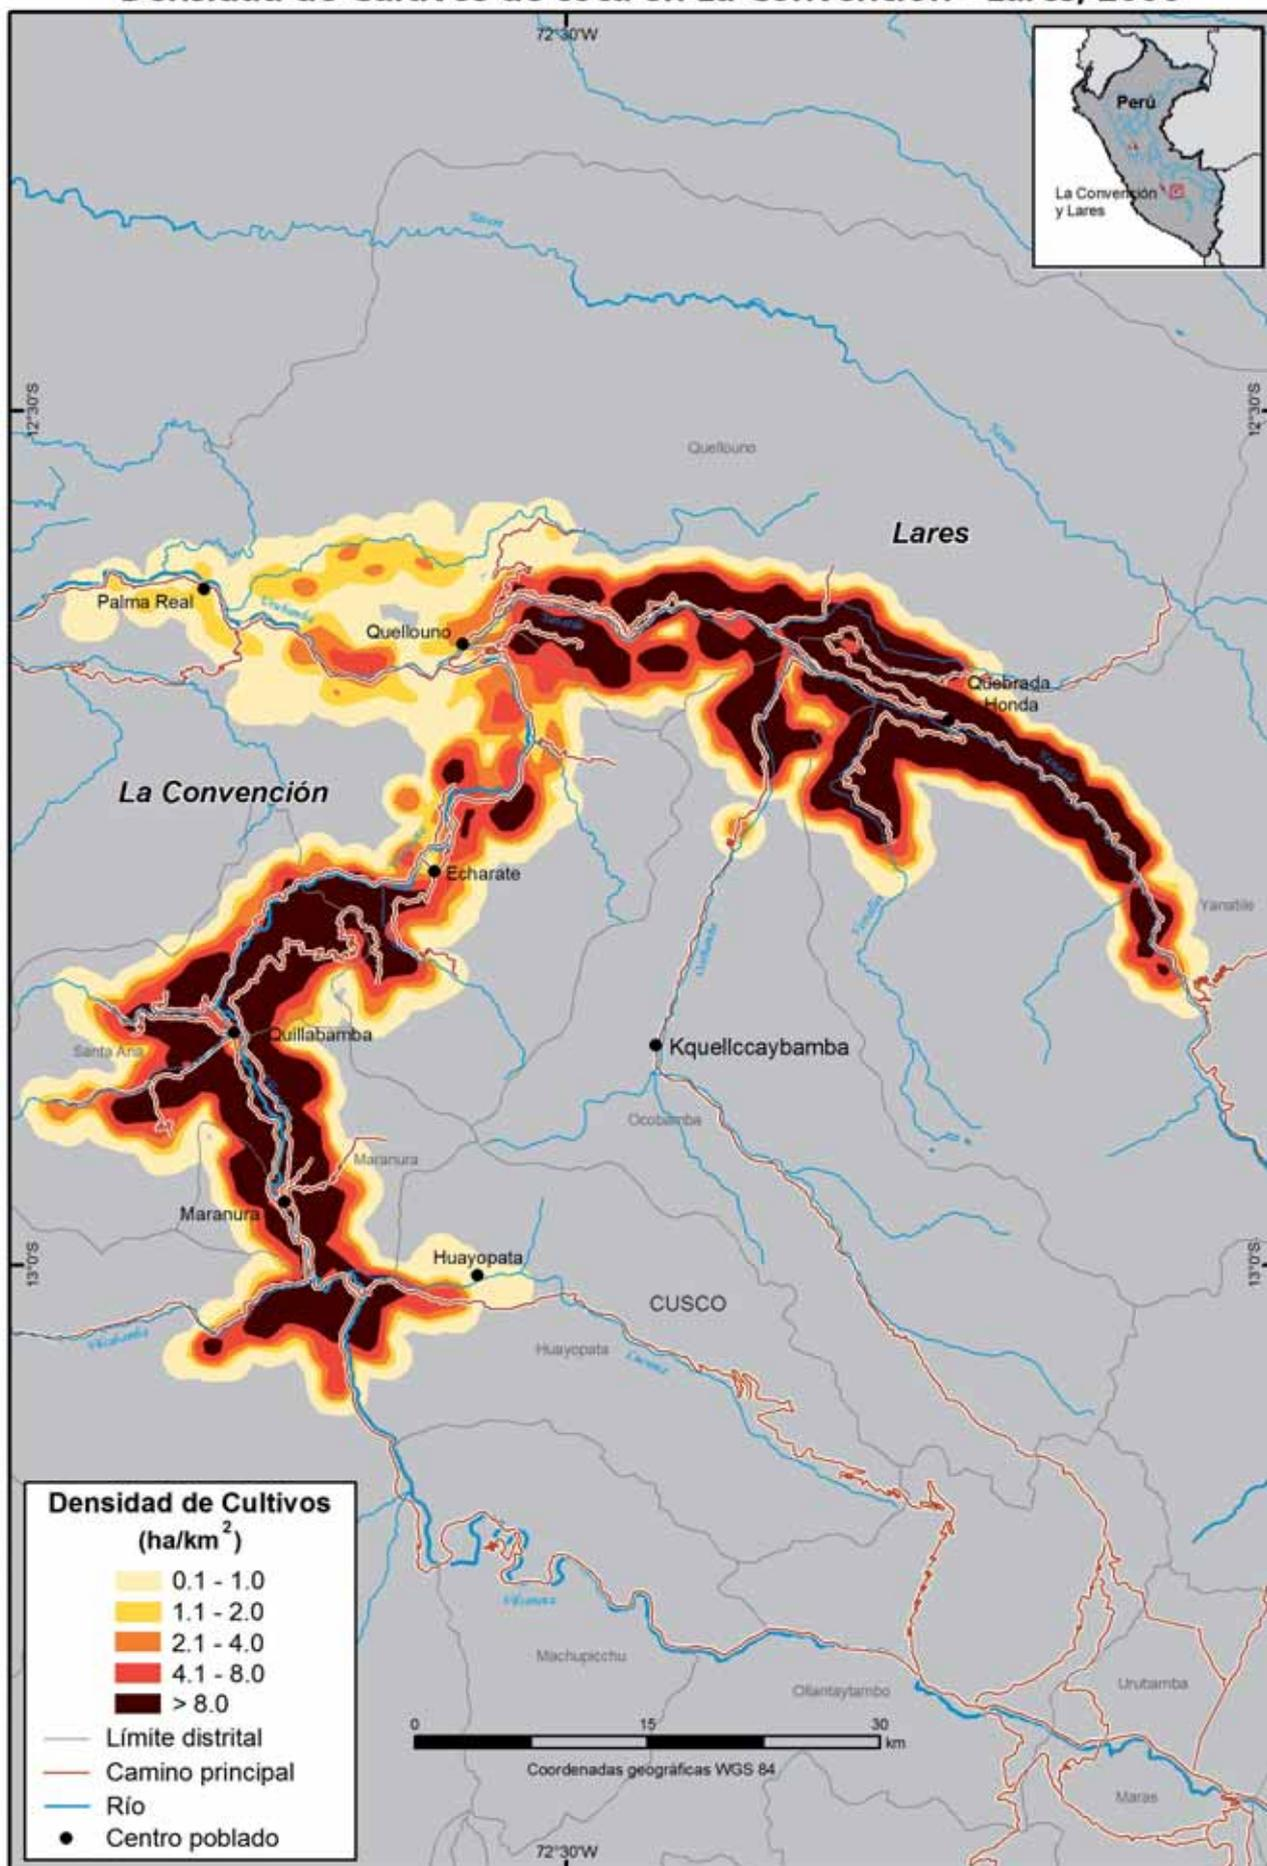 72°30'W
Perú
La Convención
y Lares
12°30'S
12°30'S
Quellouno
Lares
Palma Real
Urubamba
Quellouno
Yanatili
Quebrada
Honda
La Convención
Echarate
Yanatile
Quillabamba
Santa Ana
Kquellccaybamba
Ocobamba
Maranura
Maranura
Huayopata
13°0'S
13°0'S
CUSCO
Vilcabamba
Huayopata
Lucuma
Densidad de Cultivos
(ha/km²)
0.1 - 1.0
1.1 - 2.0
2.1 - 4.0
4.1 - 8.0
> 8.0
Límite distrital
Camino principal
Río
Centro poblado
Machupicchu
Ollantaytambo
Urubamba
Maras
0 15 30
km
Coordenadas geográficas WGS 84
72°30'W